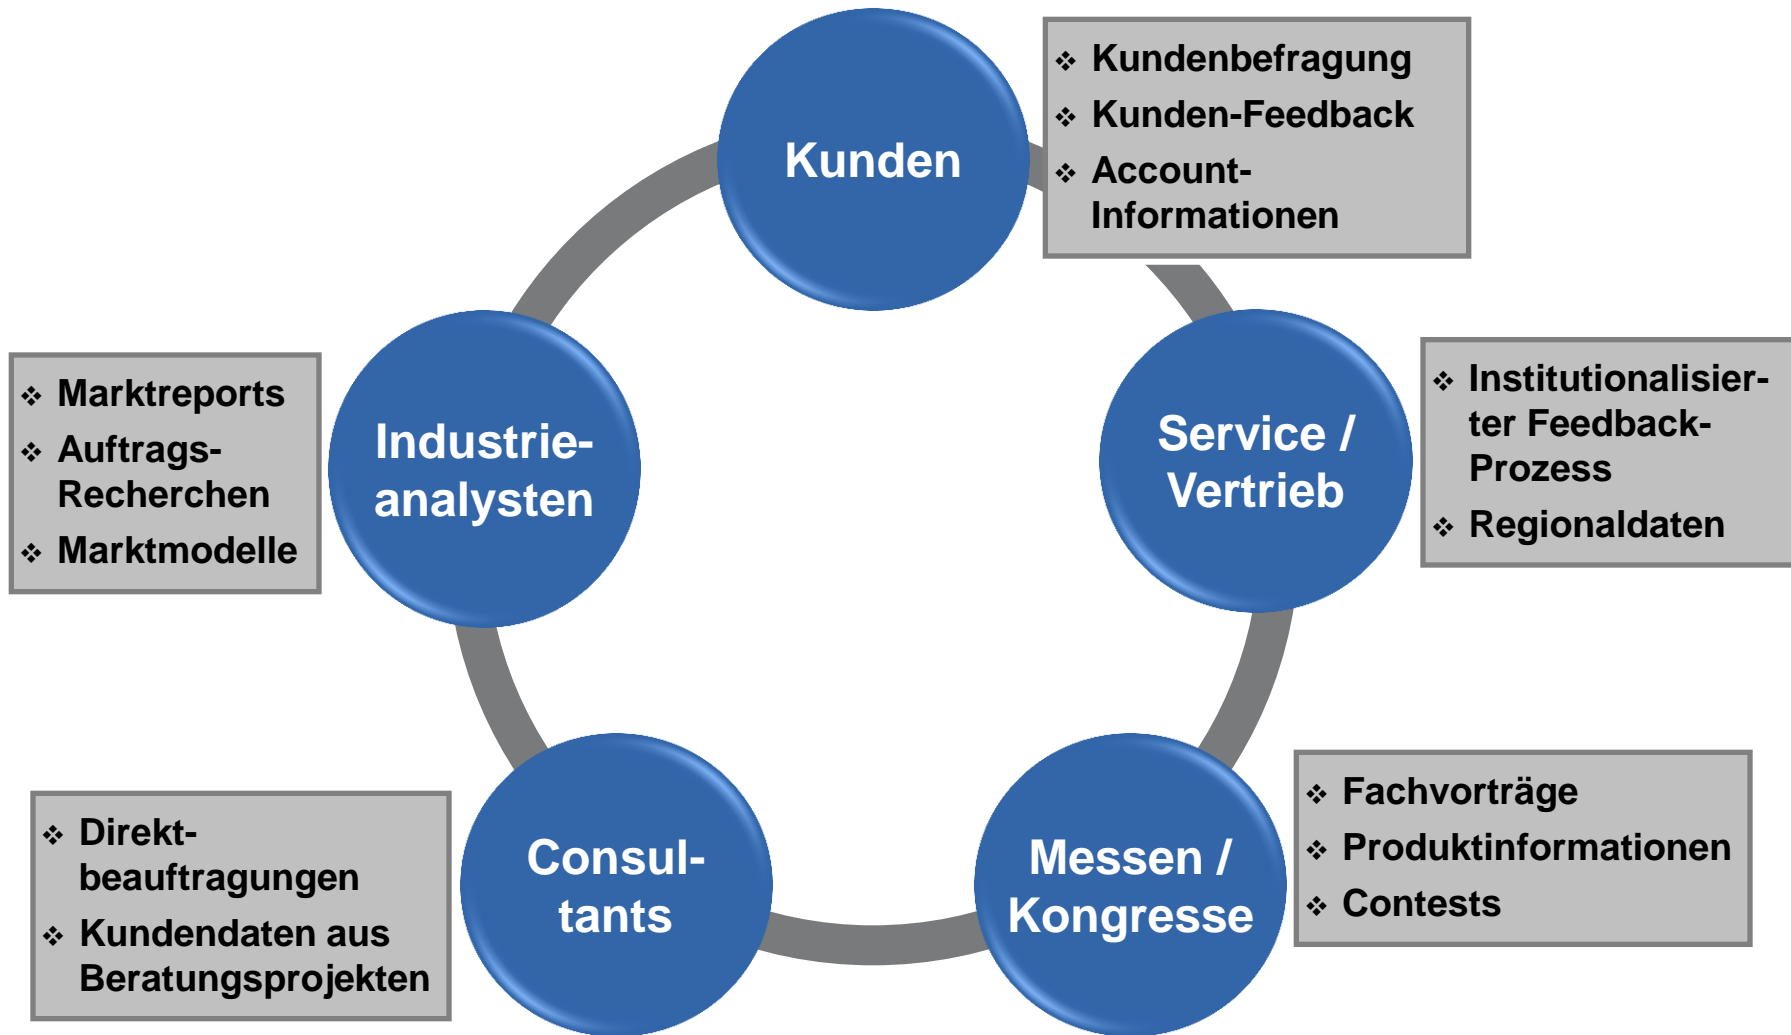 Kunden
❖ Kundenbefragung
❖ Kunden-Feedback
❖ Account-
Informationen
Service /
Vertrieb
❖ Institutionalisier-
ter Feedback-
Prozess
❖ Regionaldaten
Messen /
Kongresse
❖ Fachvorträge
❖ Produktinformationen
❖ Contests
Consul-
tants
❖ Direkt-
beauftragungen
❖ Kundendaten aus
Beratungsprojekten
Industrie-
analysten
❖ Marktreports
❖ Auftrags-
Recherchen
❖ Marktmodelle